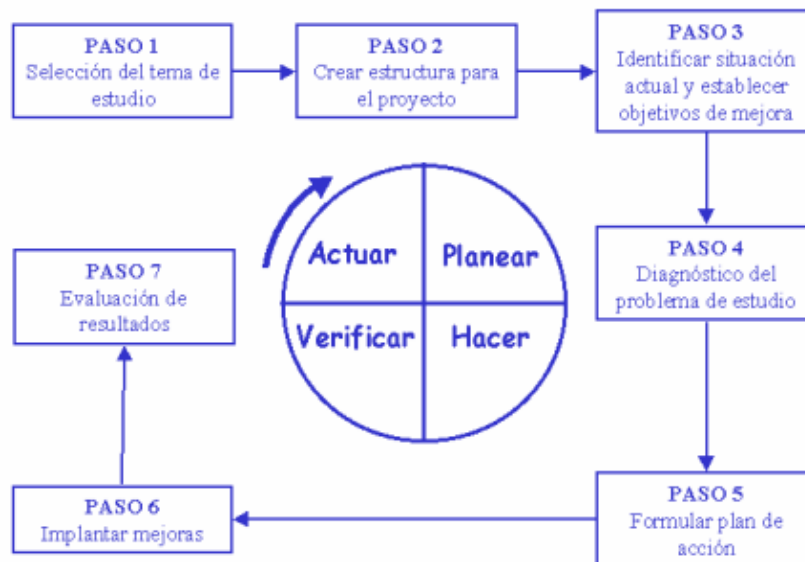 PASO 1
Selección del tema de
estudio
PASO 2
Crear estructura para
el proyecto
PASO 3
Identificar situación
actual y establecer
objetivos de mejora
Actuar
Planear
Verificar
Hacer
PASO 4
Diagnóstico del
problema de estudio
PASO 7
Evaluación de
resultados
PASO 6
Implantar mejoras
PASO 5
Formular plan de
acción